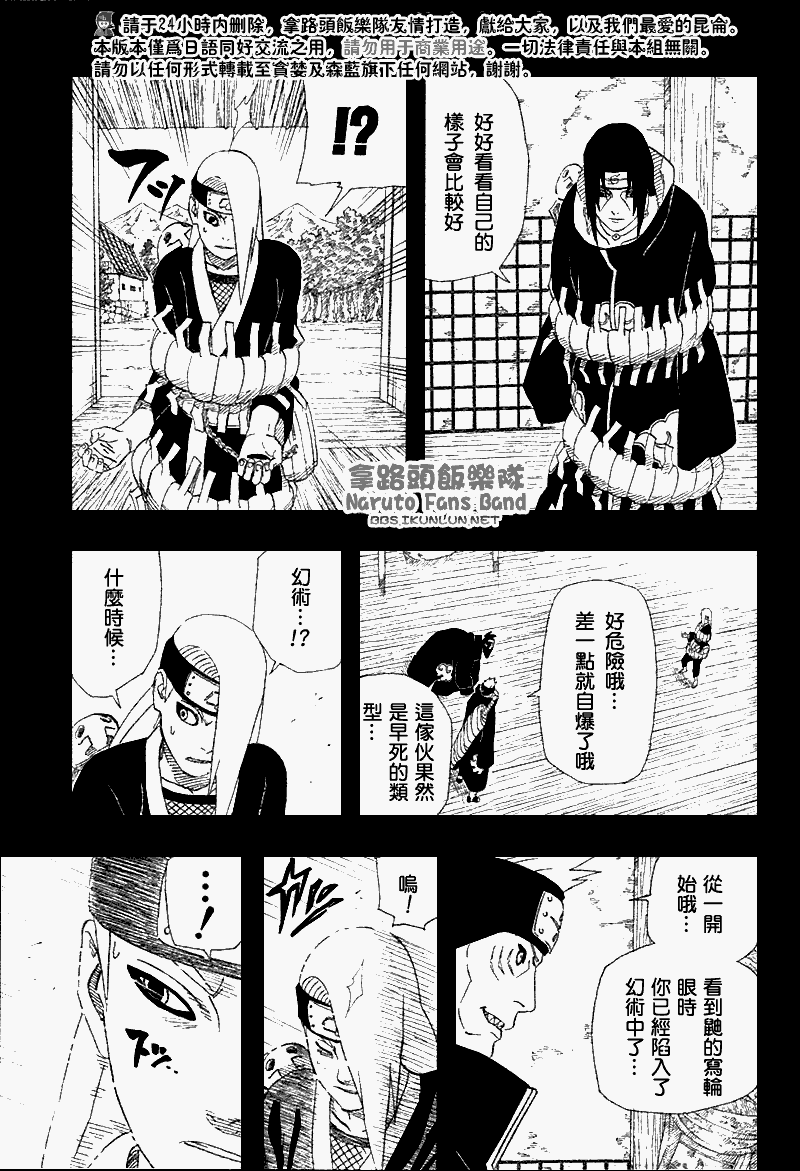 請于24小時内刪除，拿路頭飯樂隊友情打造，獻給大家，以及我們最愛的昆侖。
本版本僅爲日語同好交流之用，請勿用于商業用途。一切法律責任與本組無關。
請勿以任何形式轉載至貪婪及森藍旗下任何網站，謝謝。
好好看看自己的
樣子會比較好
!?
フッ
拿路頭飯樂隊
Naruto Fans Band
BBS.IKUNLUN.NET
好危險哦…
差一點就自爆了哦
這傢伙果然
是早死的類
型…
幻術…!?
什麼時候…
從一開
始哦…
看到鼬的寫輪
眼時
你已經陷入了
幻術中了…
嗚!
…!
ズッ